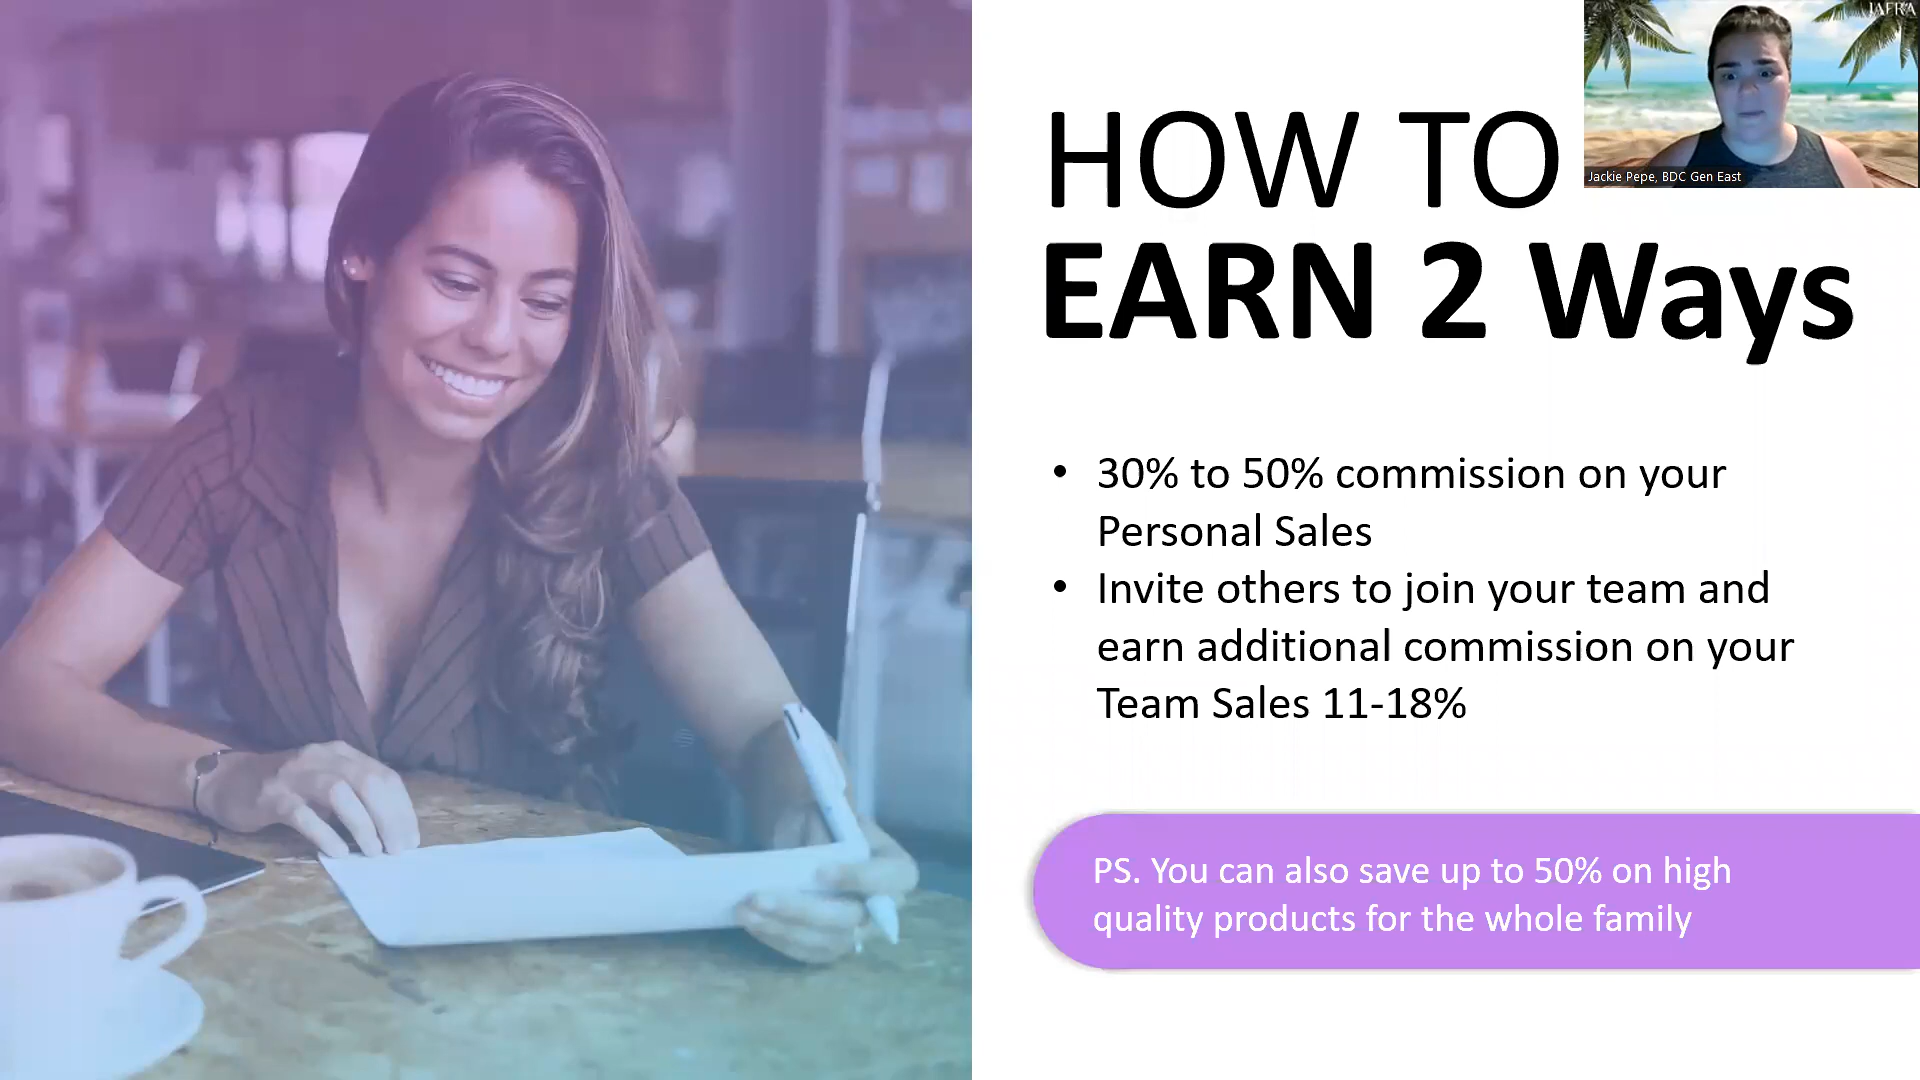 JAFRA
Jackie Pepe, BDC Gen East
HOW TO
EARN 2 Ways
• 30% to 50% commission on your
Personal Sales
• Invite others to join your team and
earn additional commission on your
Team Sales 11-18%
PS. You can also save up to 50% on high
quality products for the whole family